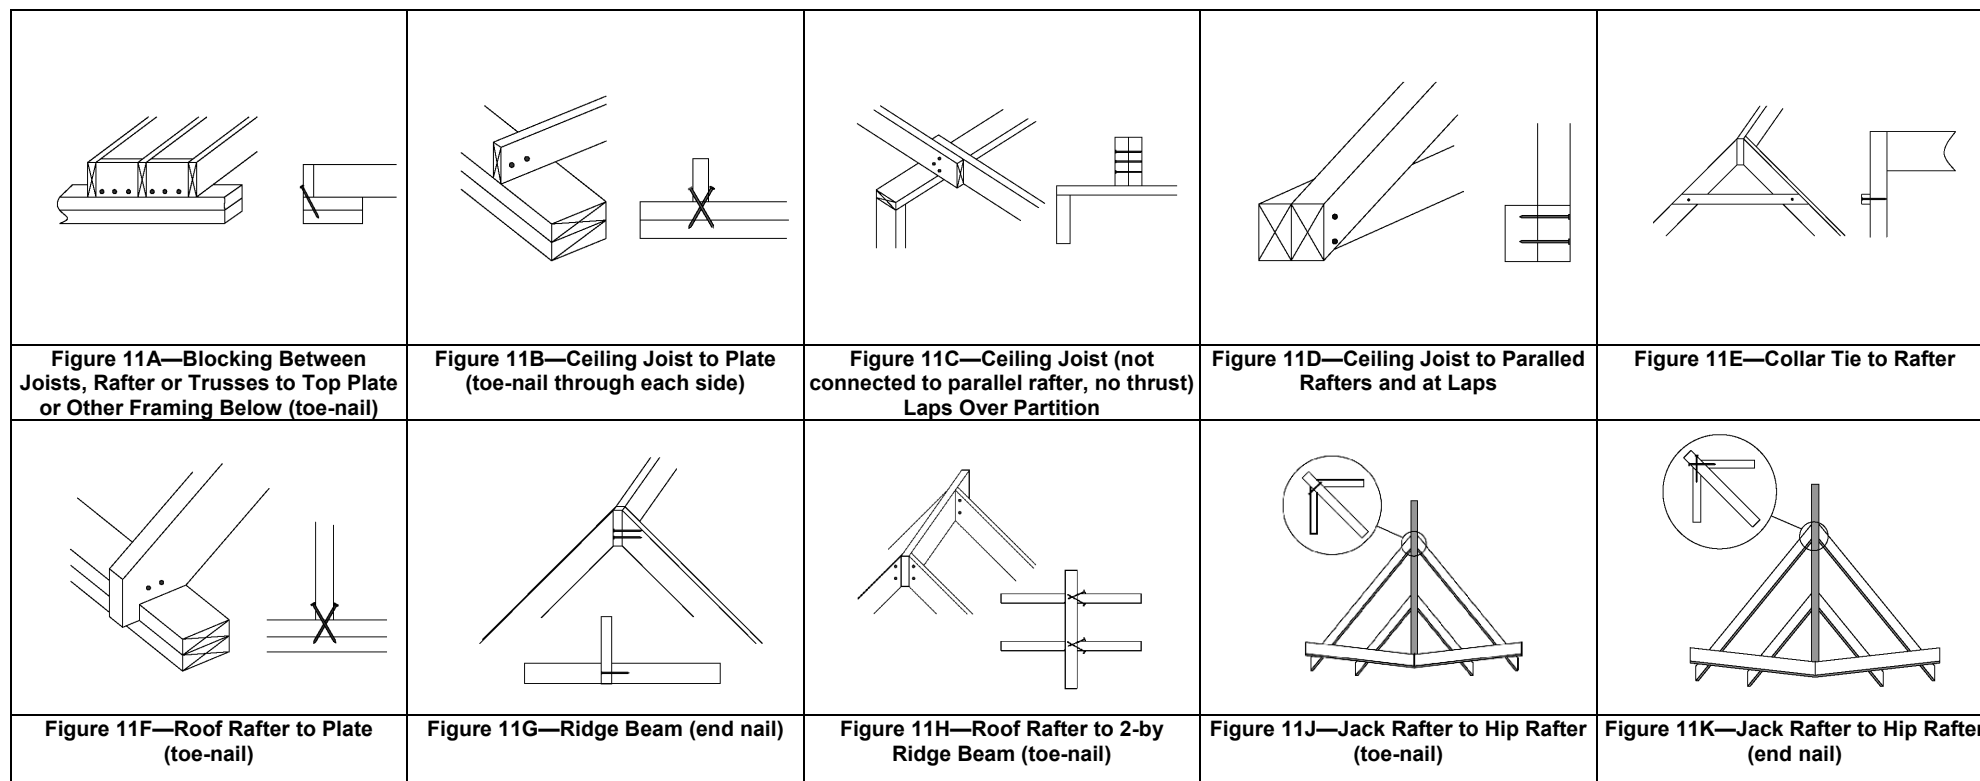 Figure 11A—Blocking Between
Joists, Rafter or Trusses to Top Plate
or Other Framing Below (toe-nail)
Figure 11B—Ceiling Joist to Plate
(toe-nail through each side)
Figure 11C—Ceiling Joist (not
connected to parallel rafter, no thrust)
Laps Over Partition
Figure 11D—Ceiling Joist to Paralled
Rafters and at Laps
Figure 11E—Collar Tie to Rafter
Figure 11F—Roof Rafter to Plate
(toe-nail)
Figure 11G—Ridge Beam (end nail)
Figure 11H—Roof Rafter to 2-by
Ridge Beam (toe-nail)
Figure 11J—Jack Rafter to Hip Rafter
(toe-nail)
Figure 11K—Jack Rafter to Hip Rafter
(end nail)